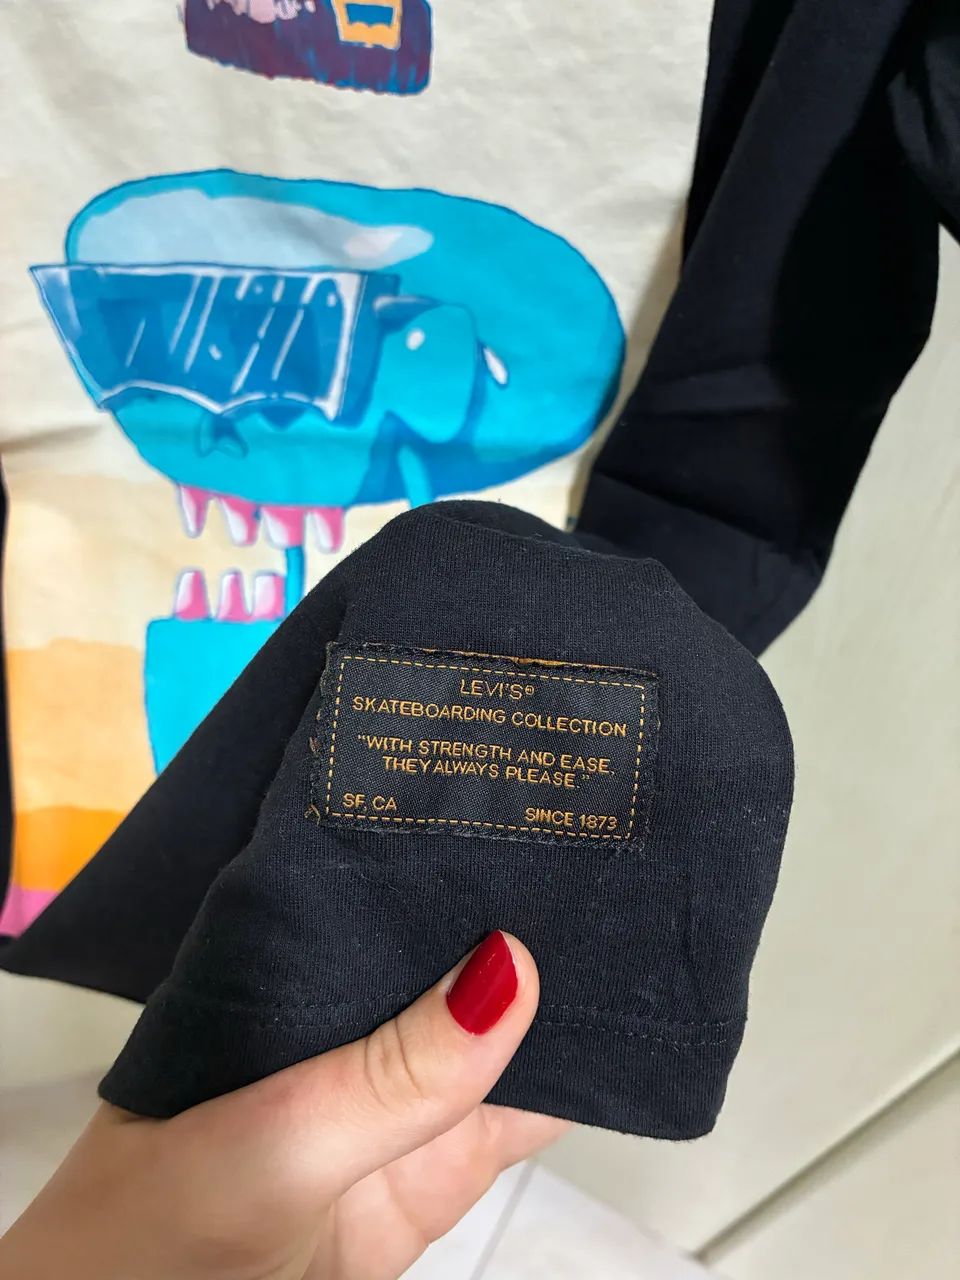 LEVI'S®
SKATEBOARDING COLLECTION
"WITH STRENGTH AND EASE,
THEY ALWAYS PLEASE."
SF, CA
SINCE 1873